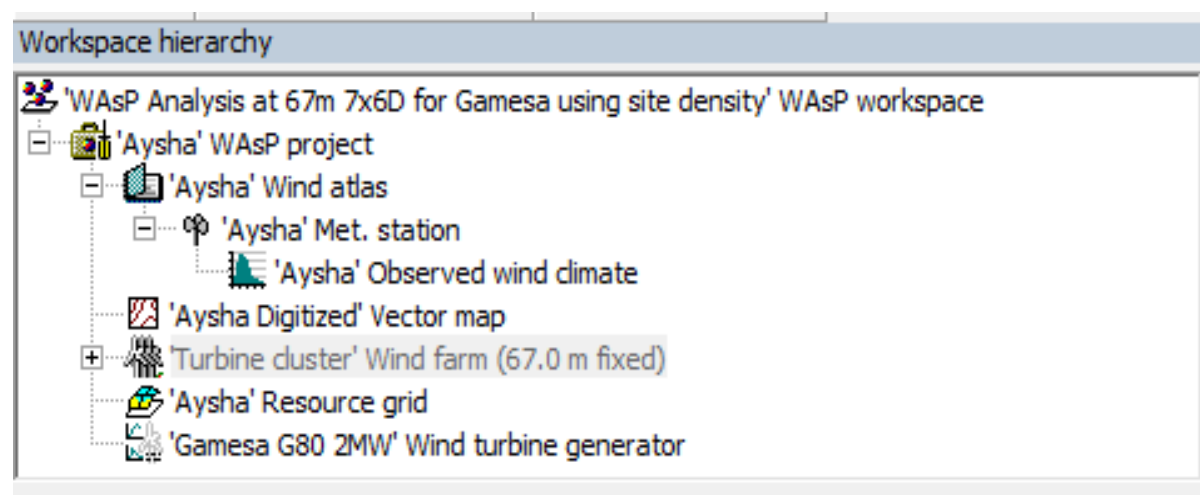 Workspace hierarchy
'WAsP Analysis at 67m 7x6D for Gamesa using site density' WAsP workspace
'Aysha' WAsP project
'Aysha' Wind atlas
'Aysha' Met. station
'Aysha' Observed wind climate
'Aysha Digitized' Vector map
'Turbine cluster' Wind farm (67.0 m fixed)
'Aysha' Resource grid
'Gamesa G80 2MW' Wind turbine generator